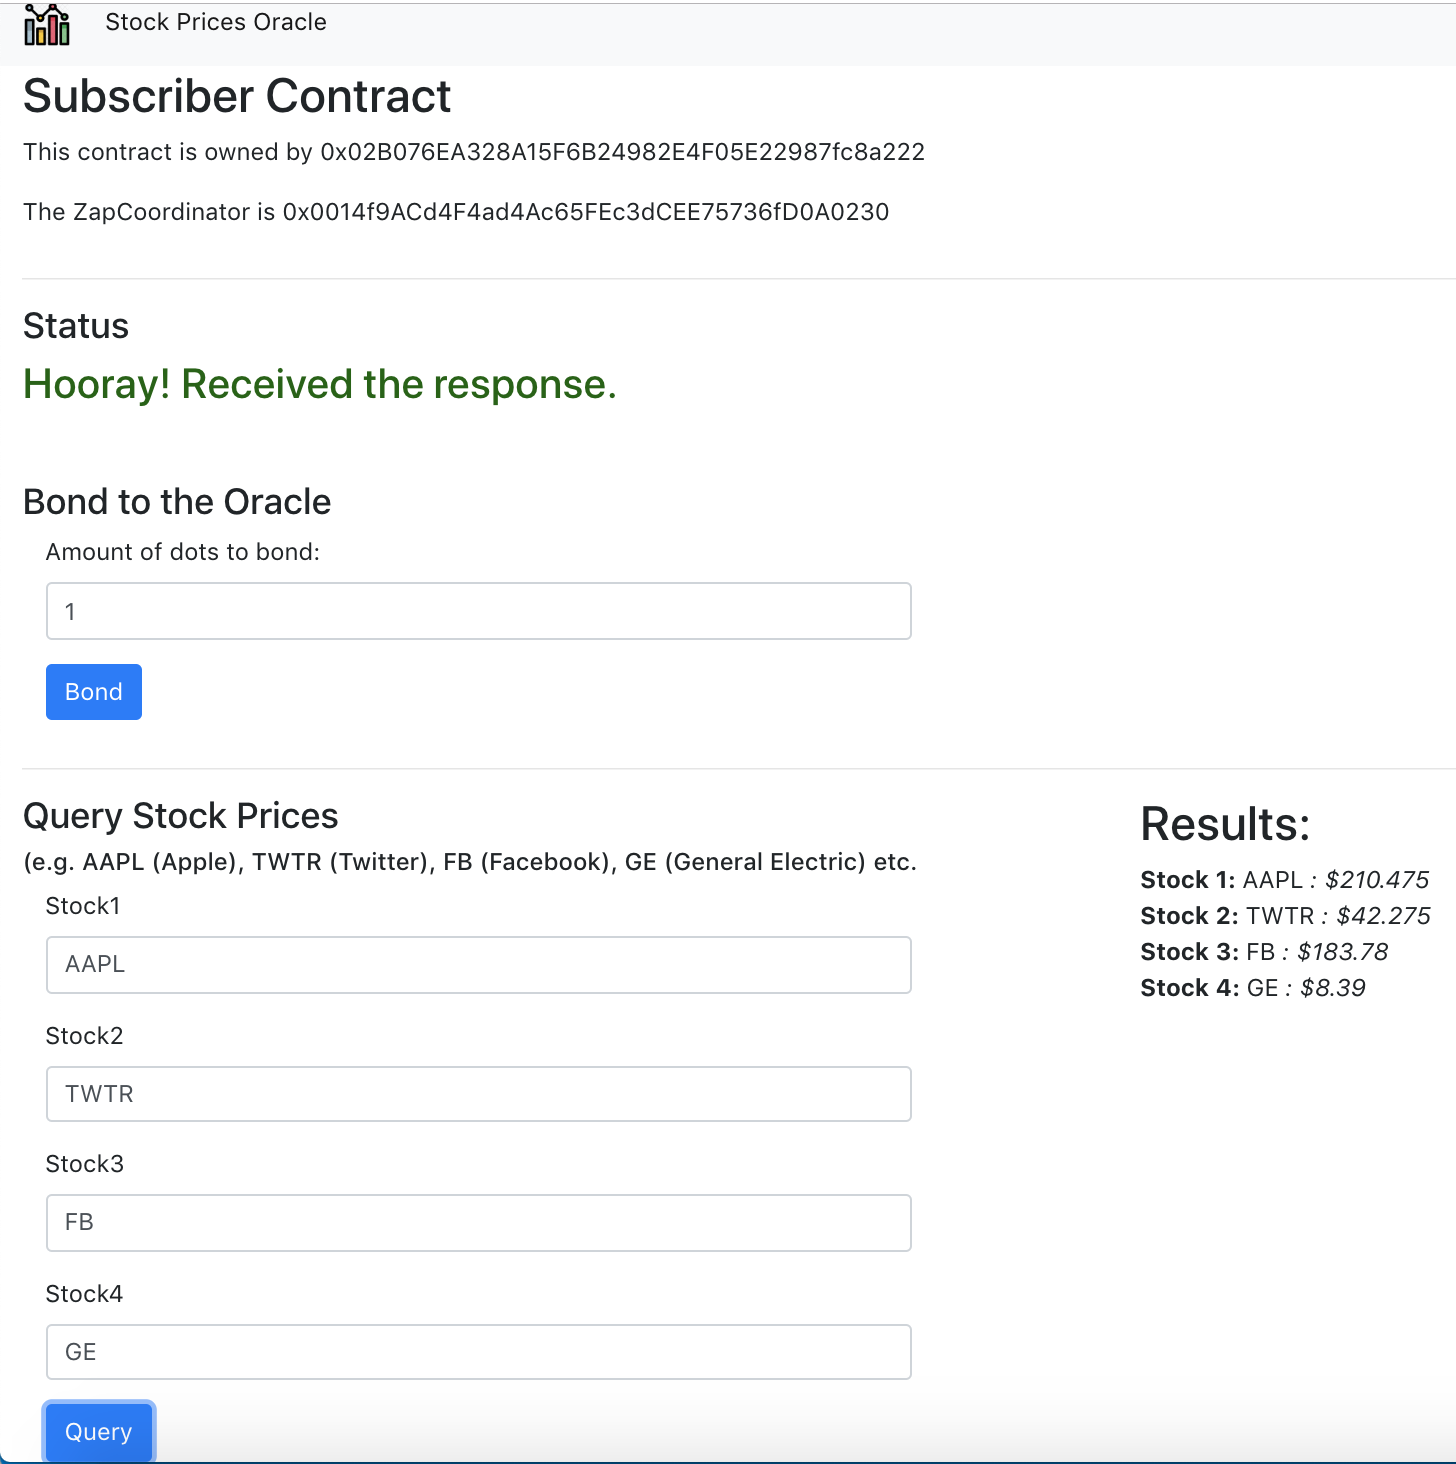 Stock Prices Oracle
Subscriber Contract
This contract is owned by 0x02B076EA328A15F6B24982E4F05E22987fc8a222
The ZapCoordinator is 0x0014f9ACd4F4ad4Ac65FEc3dCEE75736fD0A0230
Status
Hooray! Received the response.
Bond to the Oracle
Amount of dots to bond:
1
Bond
Query Stock Prices
(e.g. AAPL (Apple), TWTR (Twitter), FB (Facebook), GE (General Electric) etc.
Stock1
AAPL
Stock2
TWTR
Stock3
FB
Stock4
GE
Query
Results:
Stock 1: AAPL : $210.475
Stock 2: TWTR : $42.275
Stock 3: FB : $183.78
Stock 4: GE : $8.39